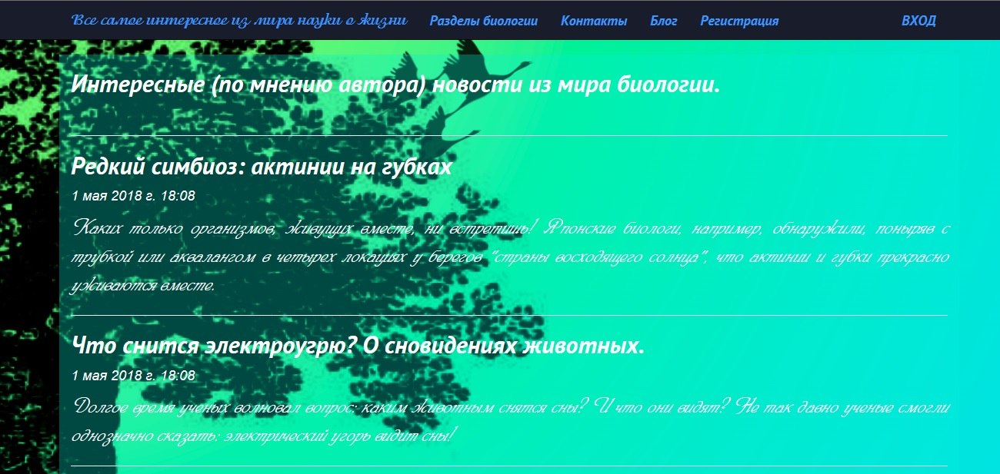 Все самое интересное из мира науки о жизни Разделы биологии Контакты Блог Регистрация ВХОД
Интересные (по мнению автора) новости из мира биологии.
Редкий симбиоз: актинии на губках
1 мая 2018 г. 18:08
Каких только организмов, живущих вместе, ни встретишь! Японские биологи, например, обнаружили, поныряв с
трубкой или аквалангом в четырех локациях у берегов "страны восходящего солнца", что актинии и губки прекрасно
уживаются вместе.
Что снится электроугрю? О сновидениях животных.
1 мая 2018 г. 18:08
Долгое время ученых волновал вопрос: каким животным снятся сны? И что они видят? Не так давно ученые смогли
однозначно сказать: электрический угорь видит сны!